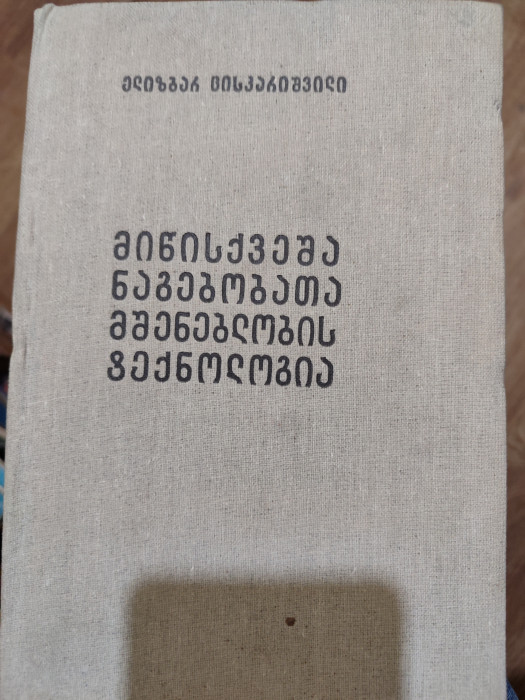 ელიზბარ ცისკარიშვილი
მიწისქვეშა
ნაგებობათა
მშენებლობის
ტექნოლოგია